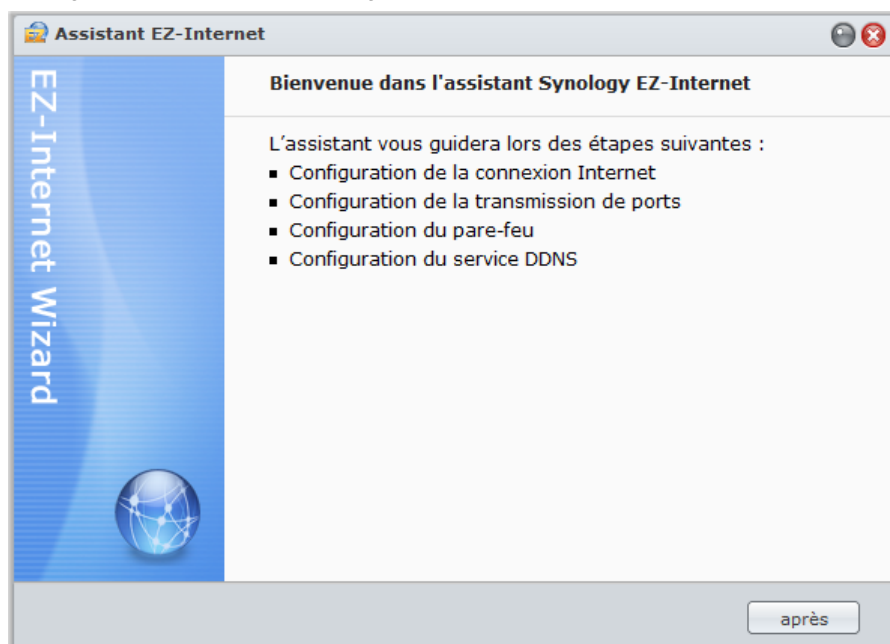 Assistant EZ-Internet
EZ-Internet Wizard
Bienvenue dans l'assistant Synology EZ-Internet
L´assistant vous guidera lors des étapes suivantes :
▪ Configuration de la connexion Internet
▪ Configuration de la transmission de ports
▪ Configuration du pare-feu
▪ Configuration du service DDNS
après